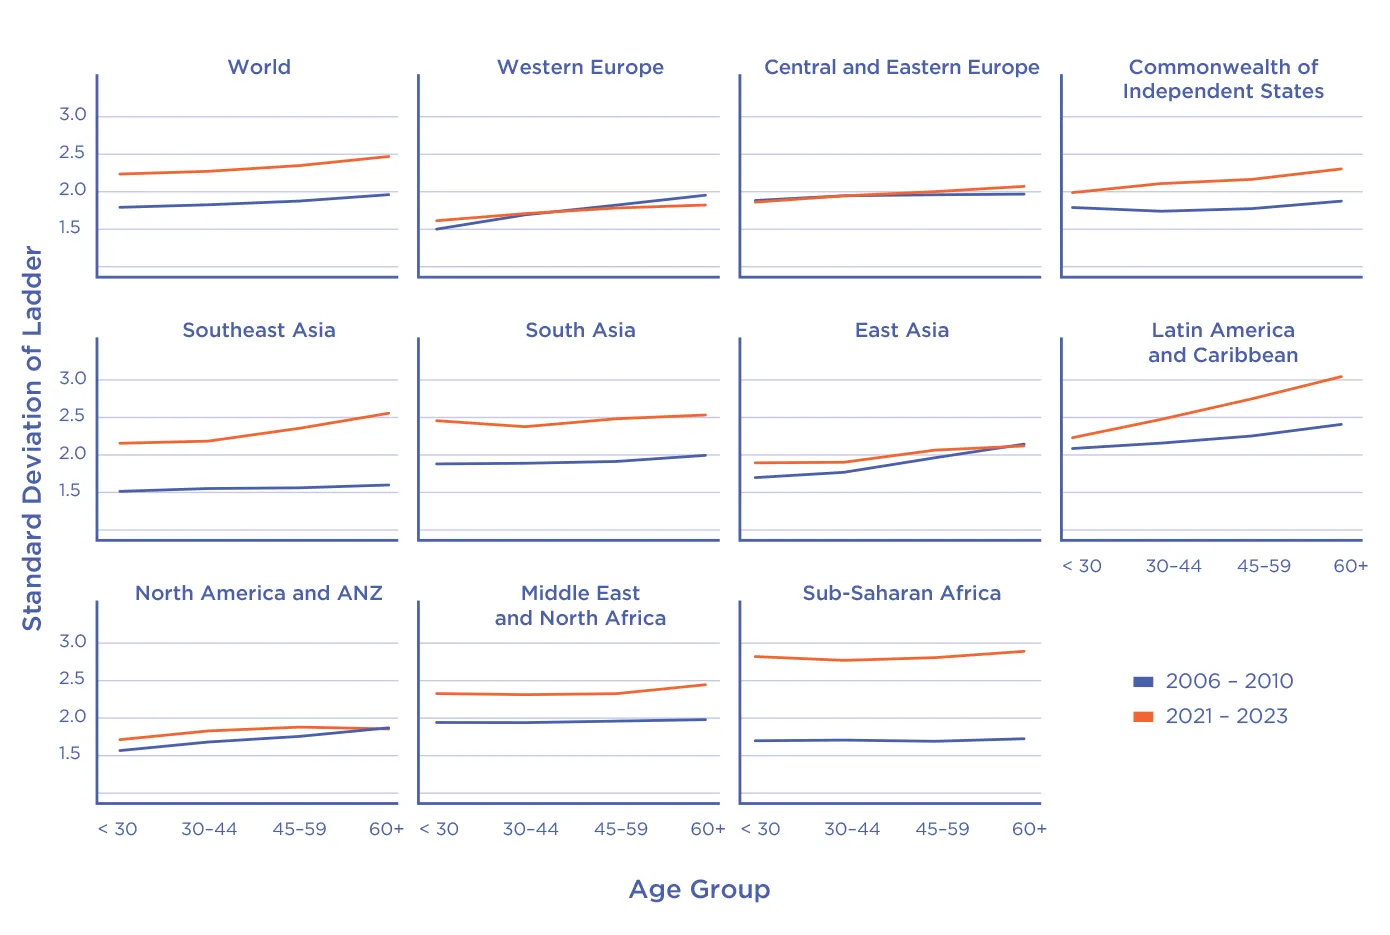 World
Western Europe
Central and Eastern Europe
Commonwealth of
Independent States
3.0
2.5
2.0
1.5
Southeast Asia
South Asia
East Asia
Latin America
and Caribbean
3.0
2.5
2.0
1.5
< 30 30–44 45–59 60+
North America and ANZ
Middle East
and North Africa
Sub-Saharan Africa
3.0
2.5
2.0
1.5
< 30 30–44 45–59 60+
< 30 30–44 45–59 60+
< 30 30–44 45–59 60+
2006 – 2010
2021 – 2023
Standard Deviation of Ladder
Age Group